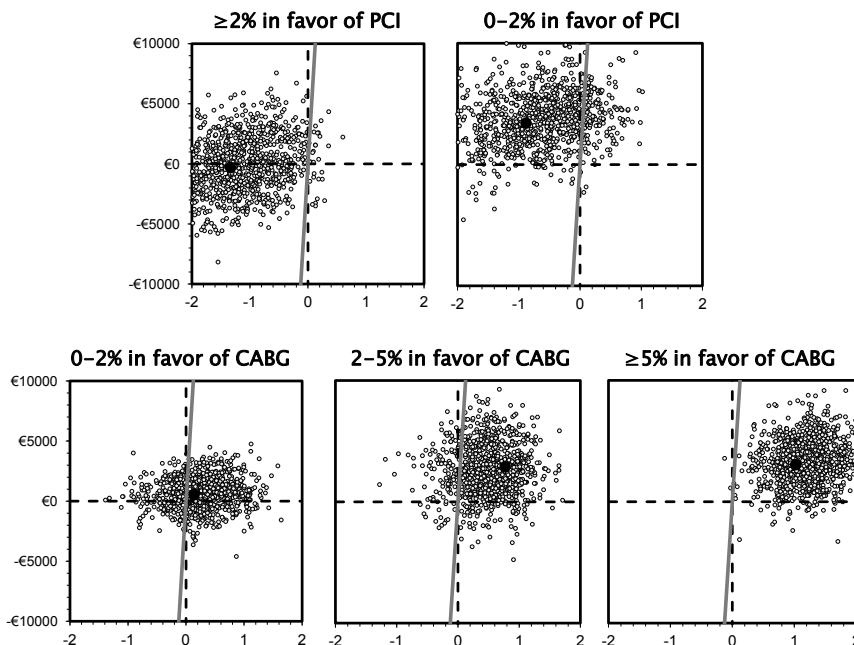 ≥2% in favor of PCI
0-2% in favor of PCI
€10000
€5000
€0
-€5000
-€10000
-2 -1 0 1 2
-2 -1 0 1 2
0-2% in favor of CABG
2-5% in favor of CABG
≥5% in favor of CABG
€10000
€5000
€0
-€5000
-€10000
-2 -1 0 1 2
-2 -1 0 1 2
-2 -1 0 1 2